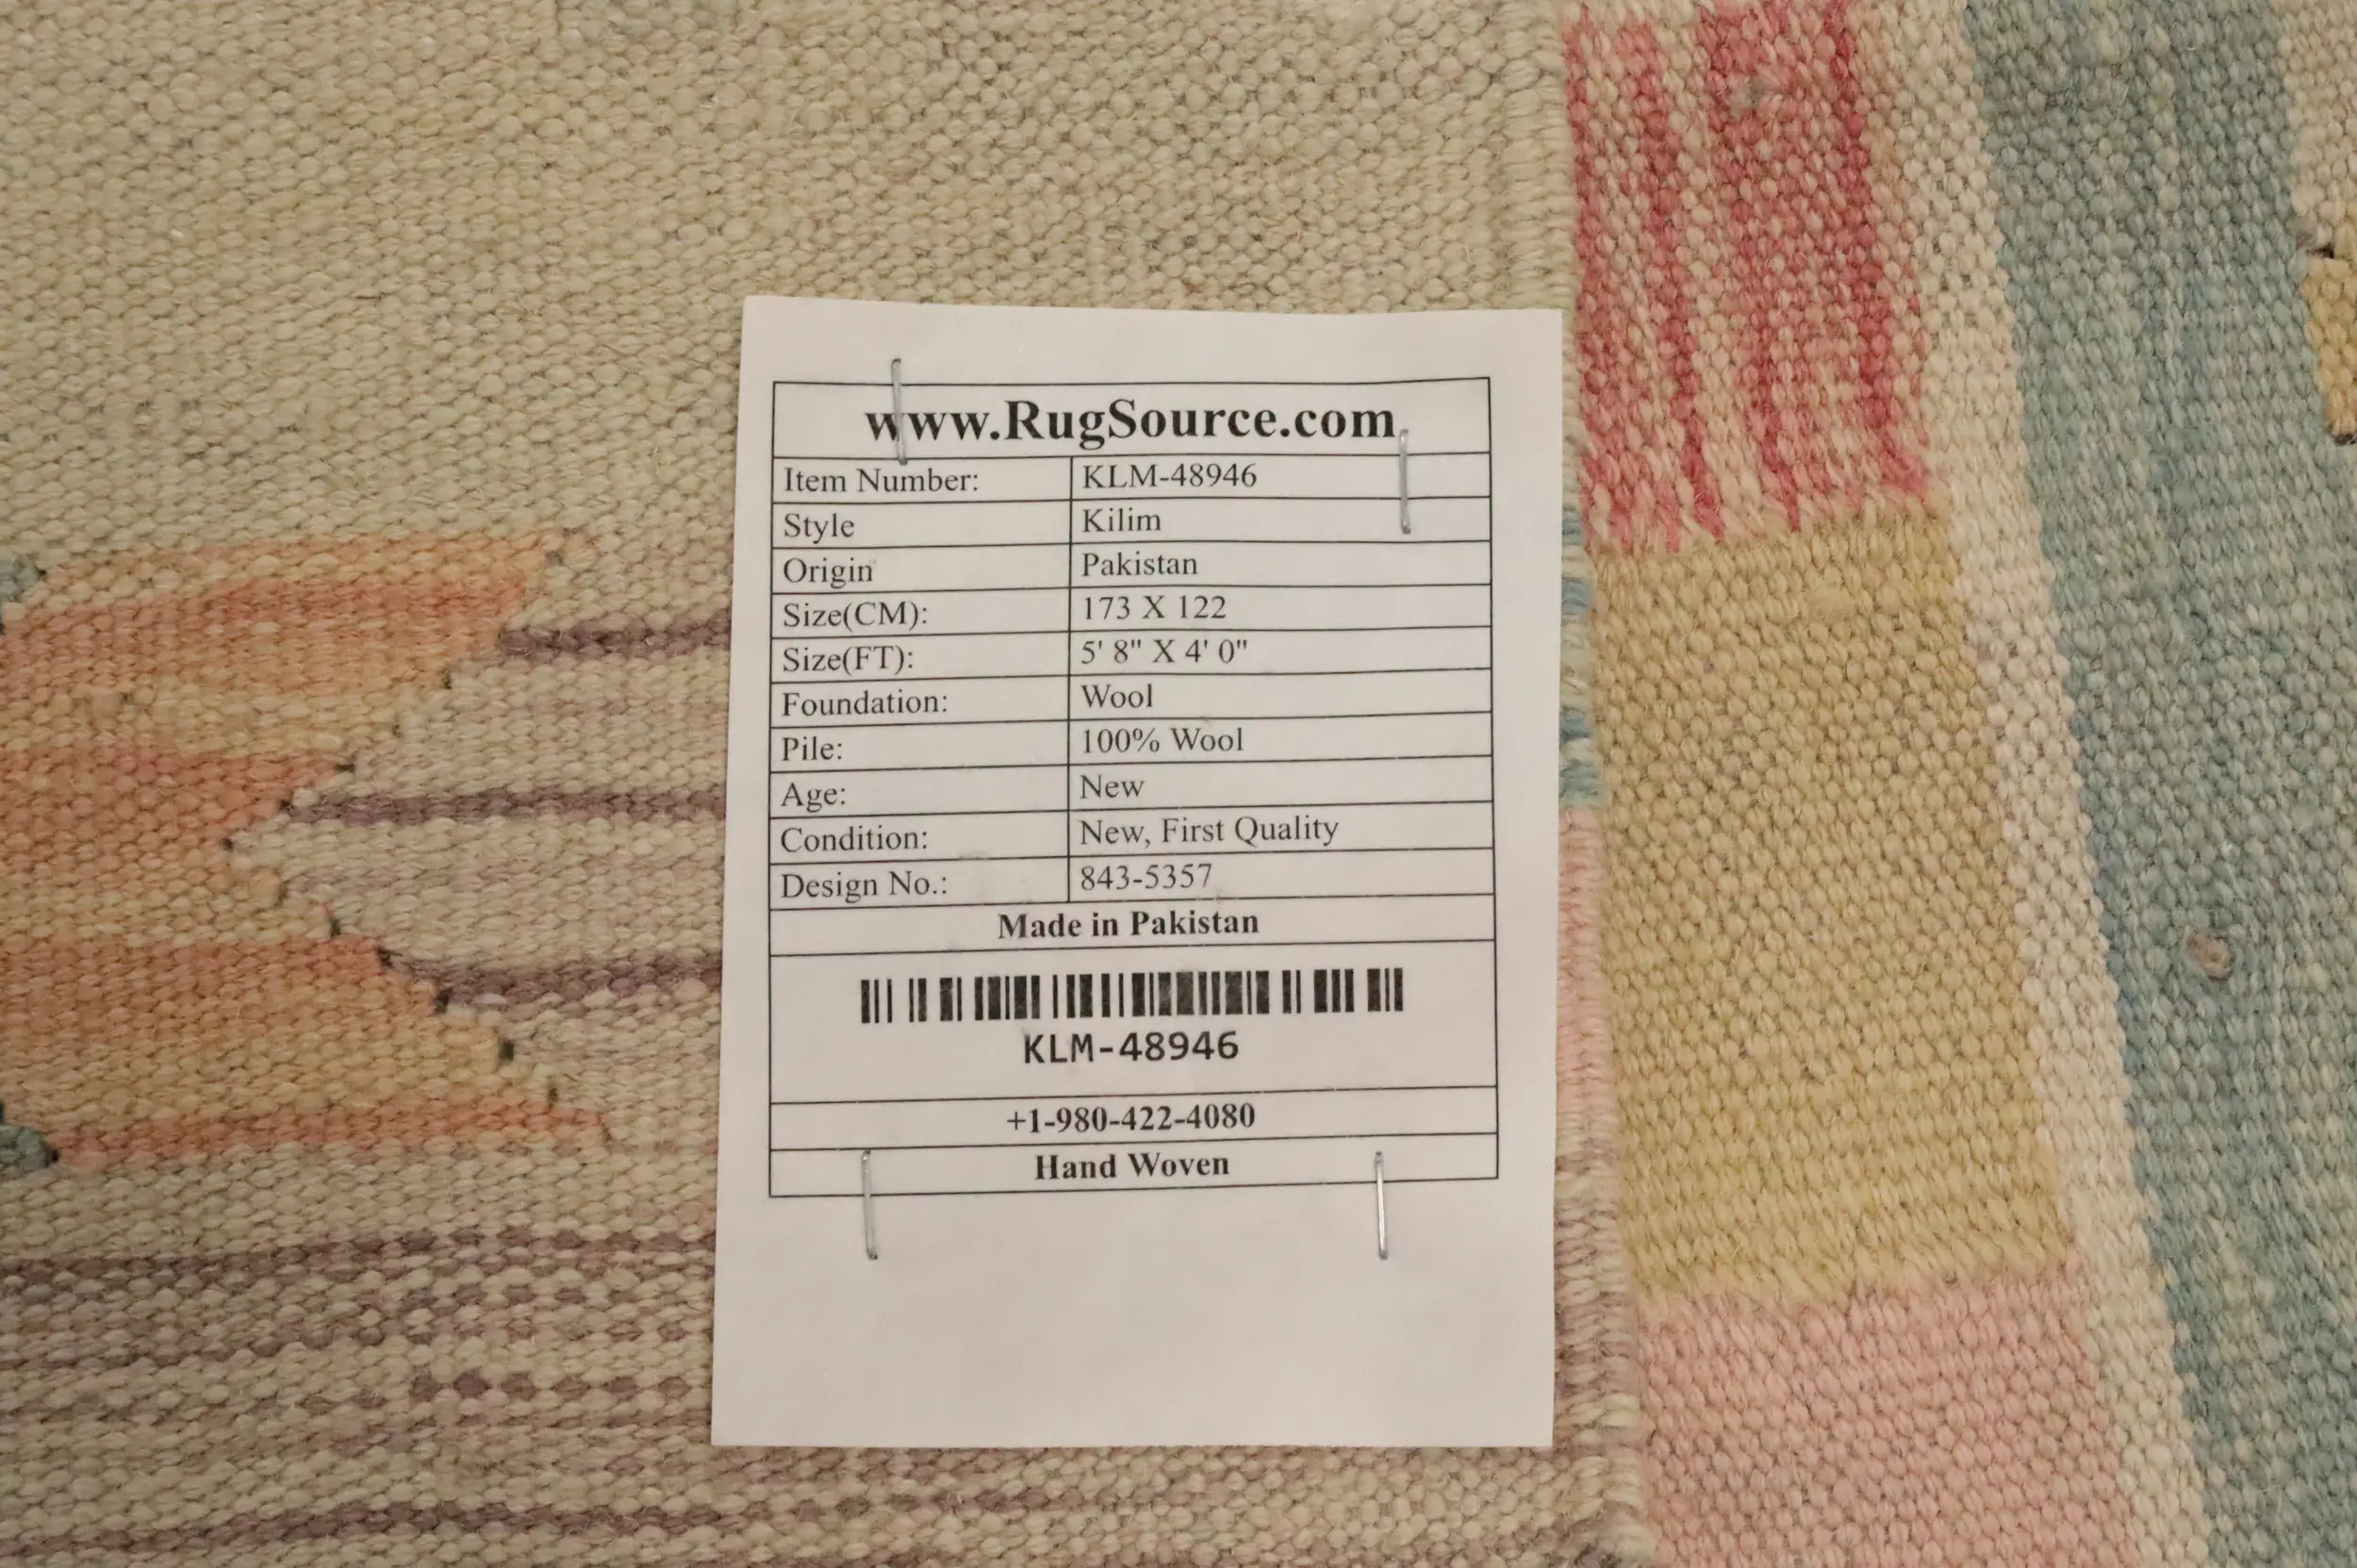 www.RugSource.com
Item Number: KLM-48946
Style Kilim
Origin Pakistan
Size(CM): 173 X 122
Size(FT): 5' 8" X 4' 0"
Foundation: Wool
Pile: 100% Wool
Age: New
Condition: New, First Quality
Design No.: 843-5357
Made in Pakistan
KLM-48946
+1-980-422-4080
Hand Woven